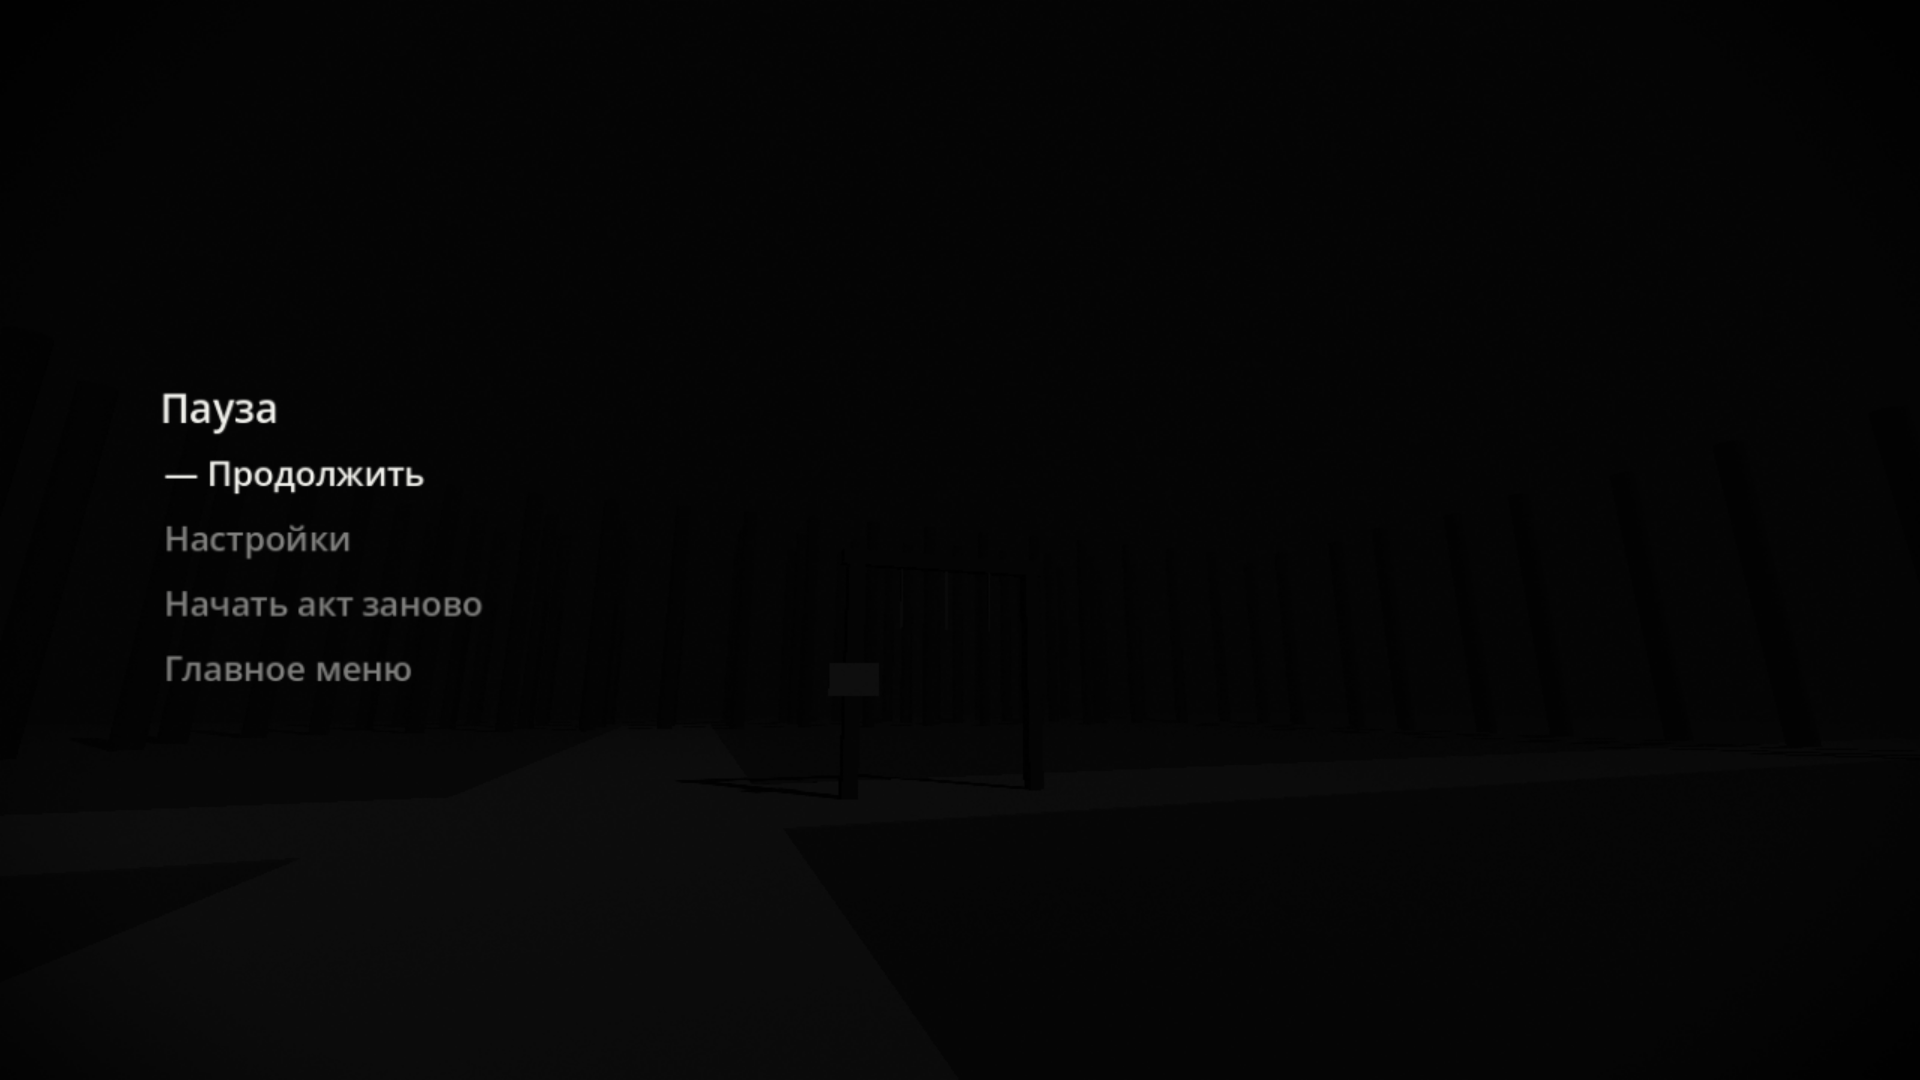 Пауза
— Продолжить
Настройки
Начать акт заново
Главное меню